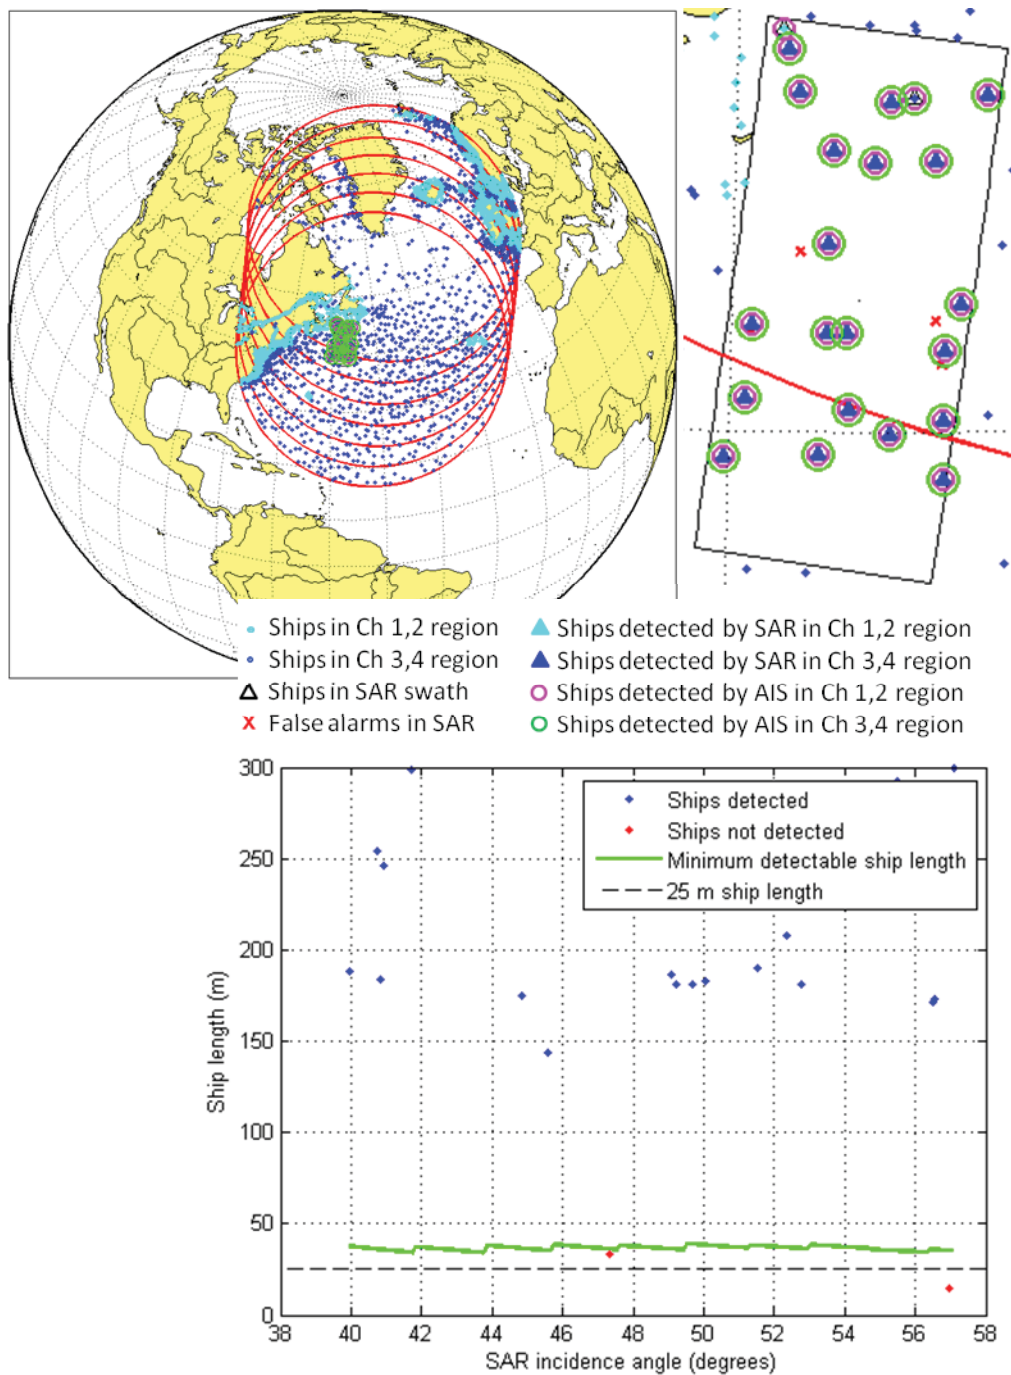 Ships in Ch 1,2 region
Ships detected by SAR in Ch 1,2 region
Ships in Ch 3,4 region
Ships detected by SAR in Ch 3,4 region
Ships in SAR swath
Ships detected by AIS in Ch 1,2 region
False alarms in SAR
Ships detected by AIS in Ch 3,4 region
300
250
200
150
100
50
0
Ship length (m)
Ships detected
Ships not detected
Minimum detectable ship length
25 m ship length
38 40 42 44 46 48 50 52 54 56 58
SAR incidence angle (degrees)